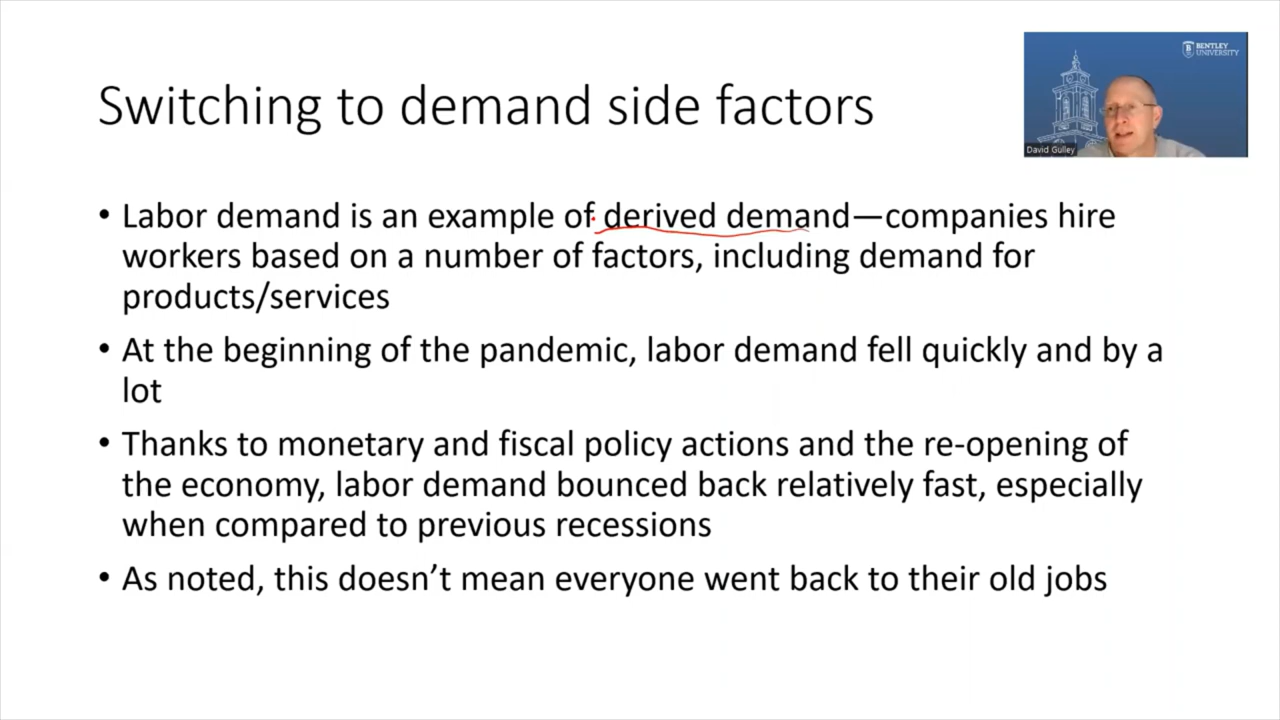 BENTLEY
UNIVERSITY
Switching to demand side factors
David Gulley
• Labor demand is an example of derived demand—companies hire
workers based on a number of factors, including demand for
products/services
• At the beginning of the pandemic, labor demand fell quickly and by a
lot
• Thanks to monetary and fiscal policy actions and the re-opening of
the economy, labor demand bounced back relatively fast, especially
when compared to previous recessions
• As noted, this doesn’t mean everyone went back to their old jobs